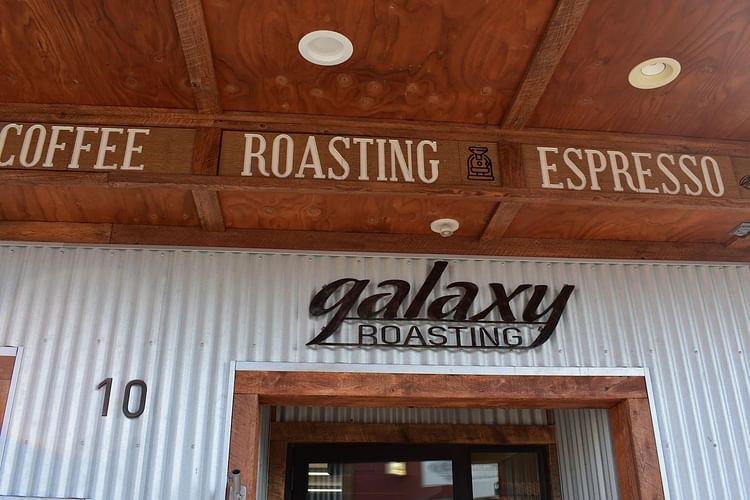 COFFEE ROASTING ESPRESSO
galaxy
ROASTING
10